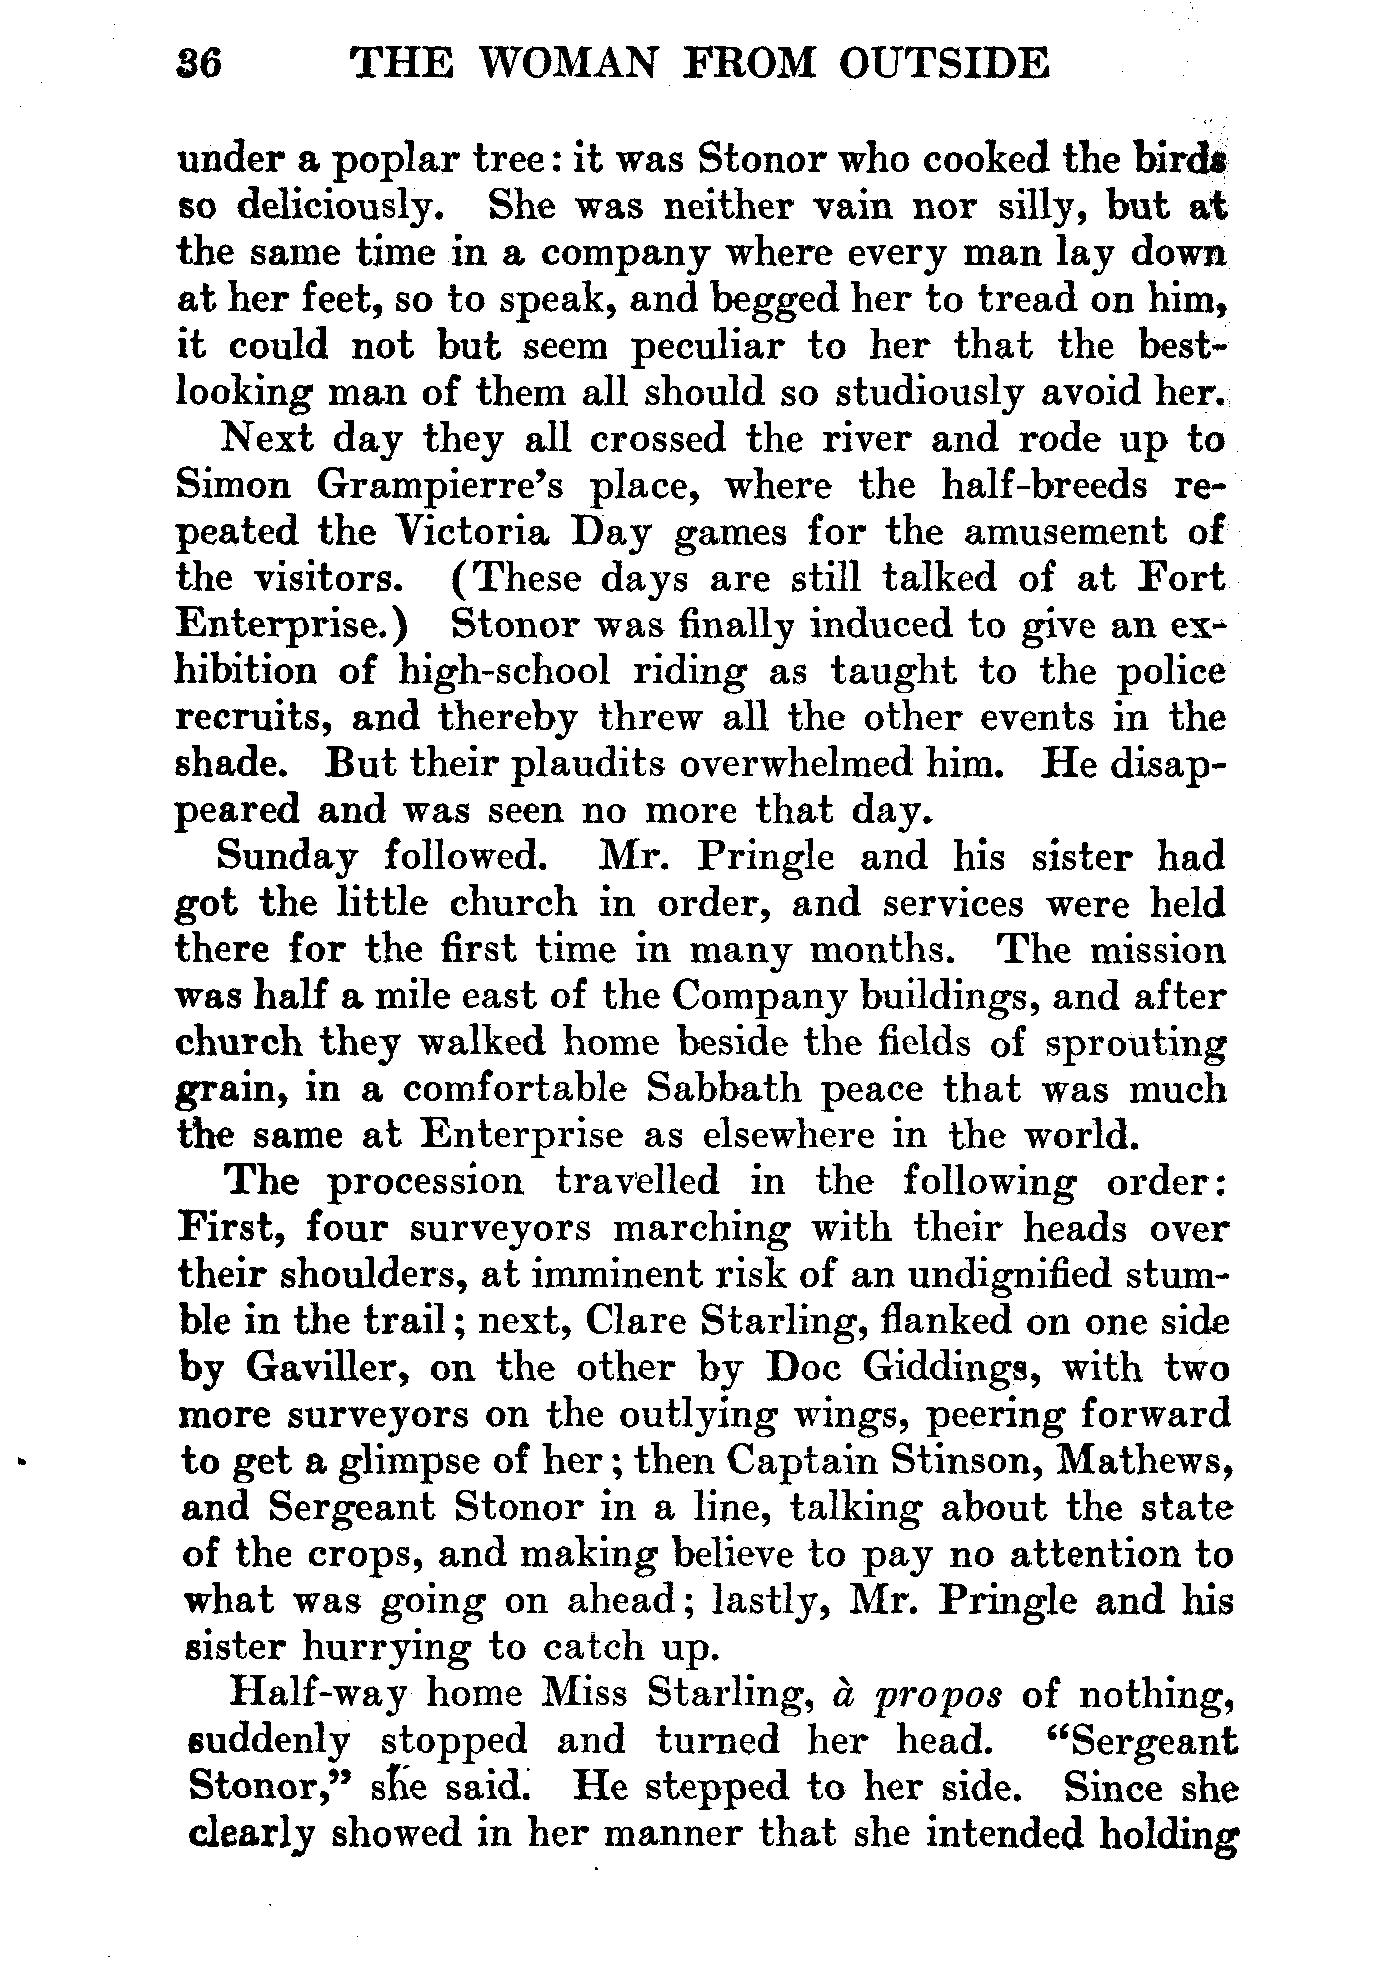 36 THE WOMAN FROM OUTSIDE
under a poplar tree: it was Stonor who cooked the birds
so deliciously. She was neither vain nor silly, but at
the same time in a company where every man lay down
at her feet, so to speak, and begged her to tread on him,
it could not but seem peculiar to her that the best-
looking man of them all should so studiously avoid her.
Next day they all crossed the river and rode up to
Simon Grampierre's place, where the half-breeds re-
peated the Victoria Day games for the amusement of
the visitors. (These days are still talked of at Fort
Enterprise.) Stonor was finally induced to give an ex-
hibition of high-school riding as taught to the police
recruits, and thereby threw all the other events in the
shade. But their plaudits overwhelmed him. He disap-
peared and was seen no more that day.
Sunday followed. Mr. Pringle and his sister had
got the little church in order, and services were held
there for the first time in many months. The mission
was half a mile east of the Company buildings, and after
church they walked home beside the fields of sprouting
grain, in a comfortable Sabbath peace that was much
the same at Enterprise as elsewhere in the world.
The procession travelled in the following order:
First, four surveyors marching with their heads over
their shoulders, at imminent risk of an undignified stum-
ble in the trail; next, Clare Starling, flanked on one side
by Gaviller, on the other by Doc Giddings, with two
more surveyors on the outlying wings, peering forward
to get a glimpse of her; then Captain Stinson, Mathews,
and Sergeant Stonor in a line, talking about the state
of the crops, and making believe to pay no attention to
what was going on ahead; lastly, Mr. Pringle and his
sister hurrying to catch up.
Half-way home Miss Starling, à propos of nothing,
suddenly stopped and turned her head. "Sergeant
Stonor," she said. He stepped to her side. Since she
clearly showed in her manner that she intended holding